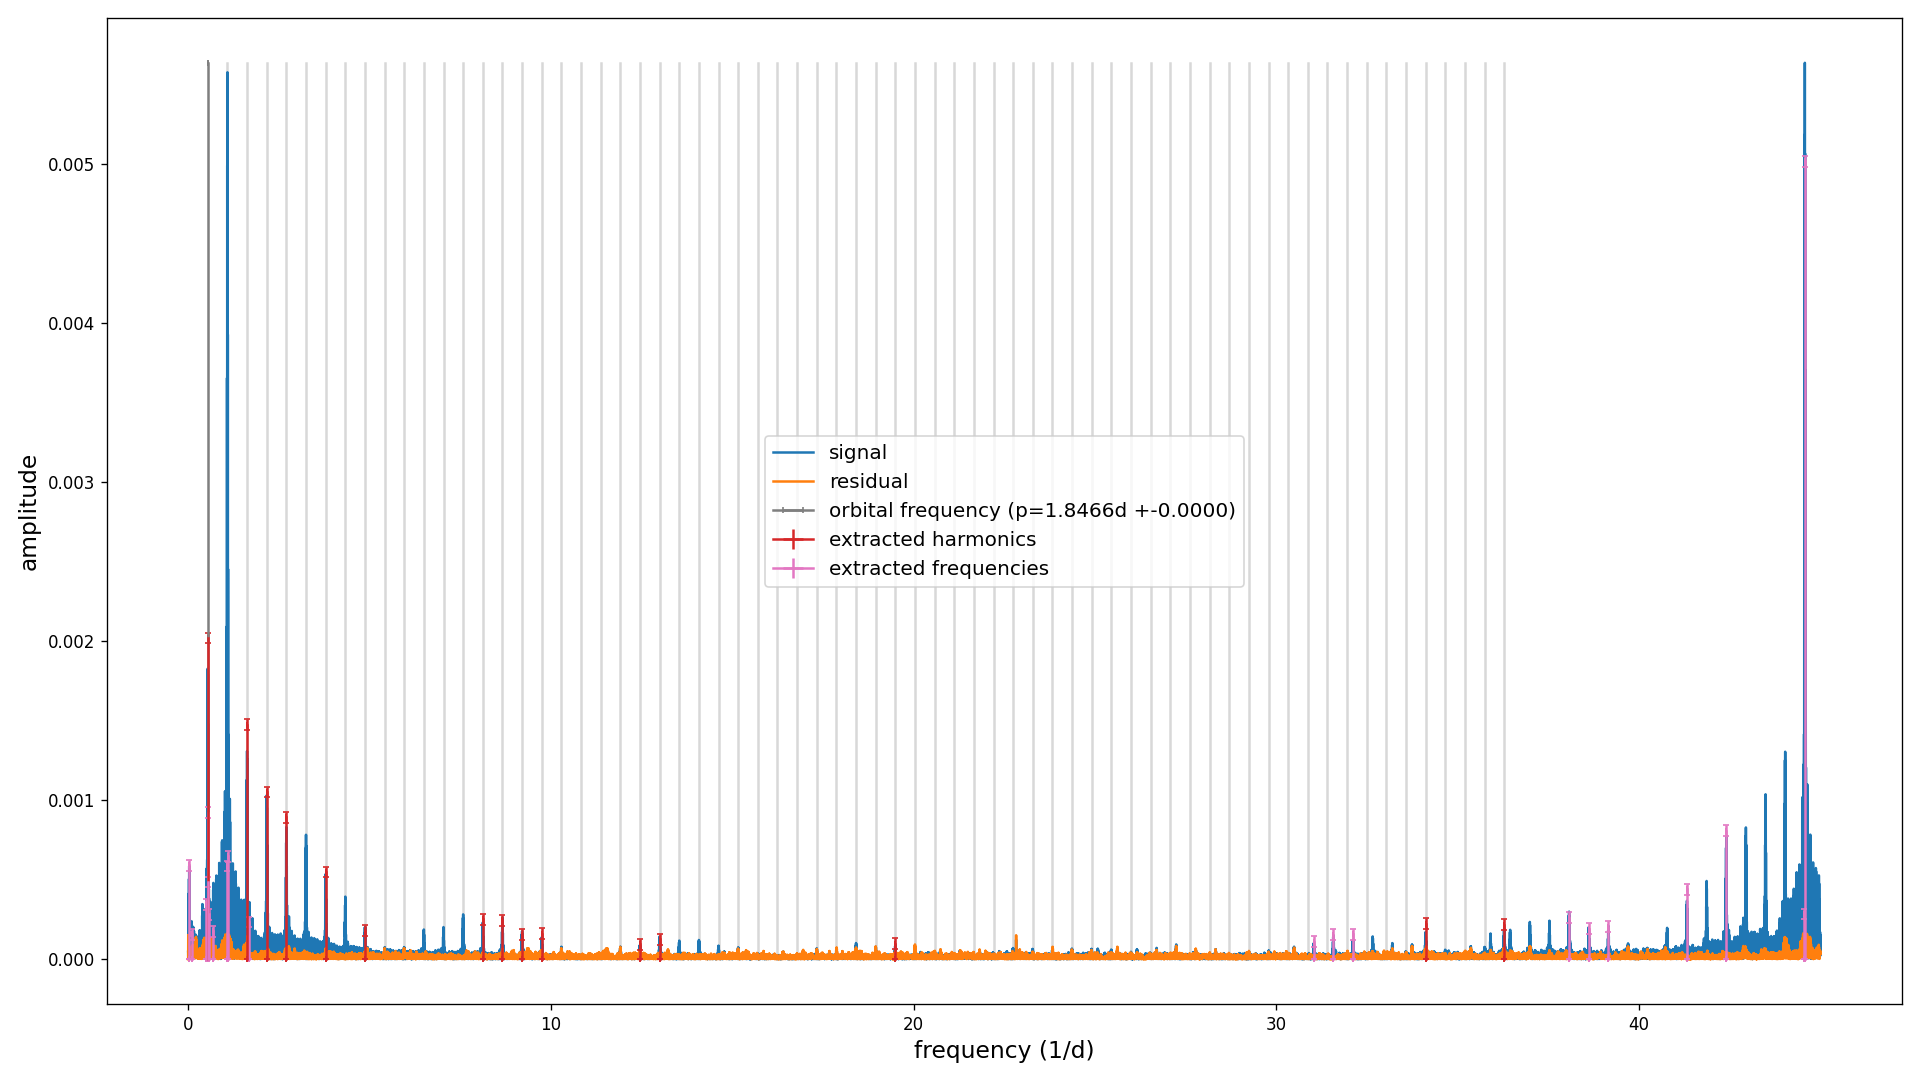 0.005
0.004
0.003
0.002
0.001
0.000
amplitude
signal
residual
orbital frequency (p=1.8466d +-0.0000)
extracted harmonics
extracted frequencies
0 10 20 30 40
frequency (1/d)